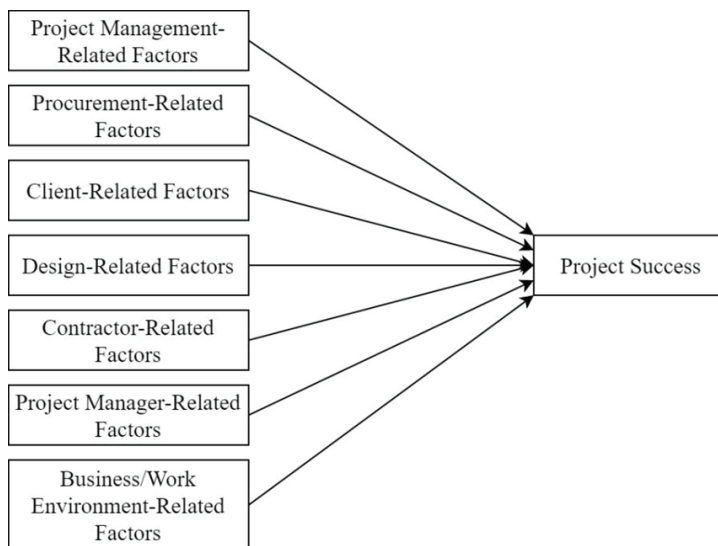 Project Management-
Related Factors
Procurement-Related
Factors
Client-Related Factors
Design-Related Factors
Project Success
Contractor-Related
Factors
Project Manager-Related
Factors
Business/Work
Environment-Related
Factors